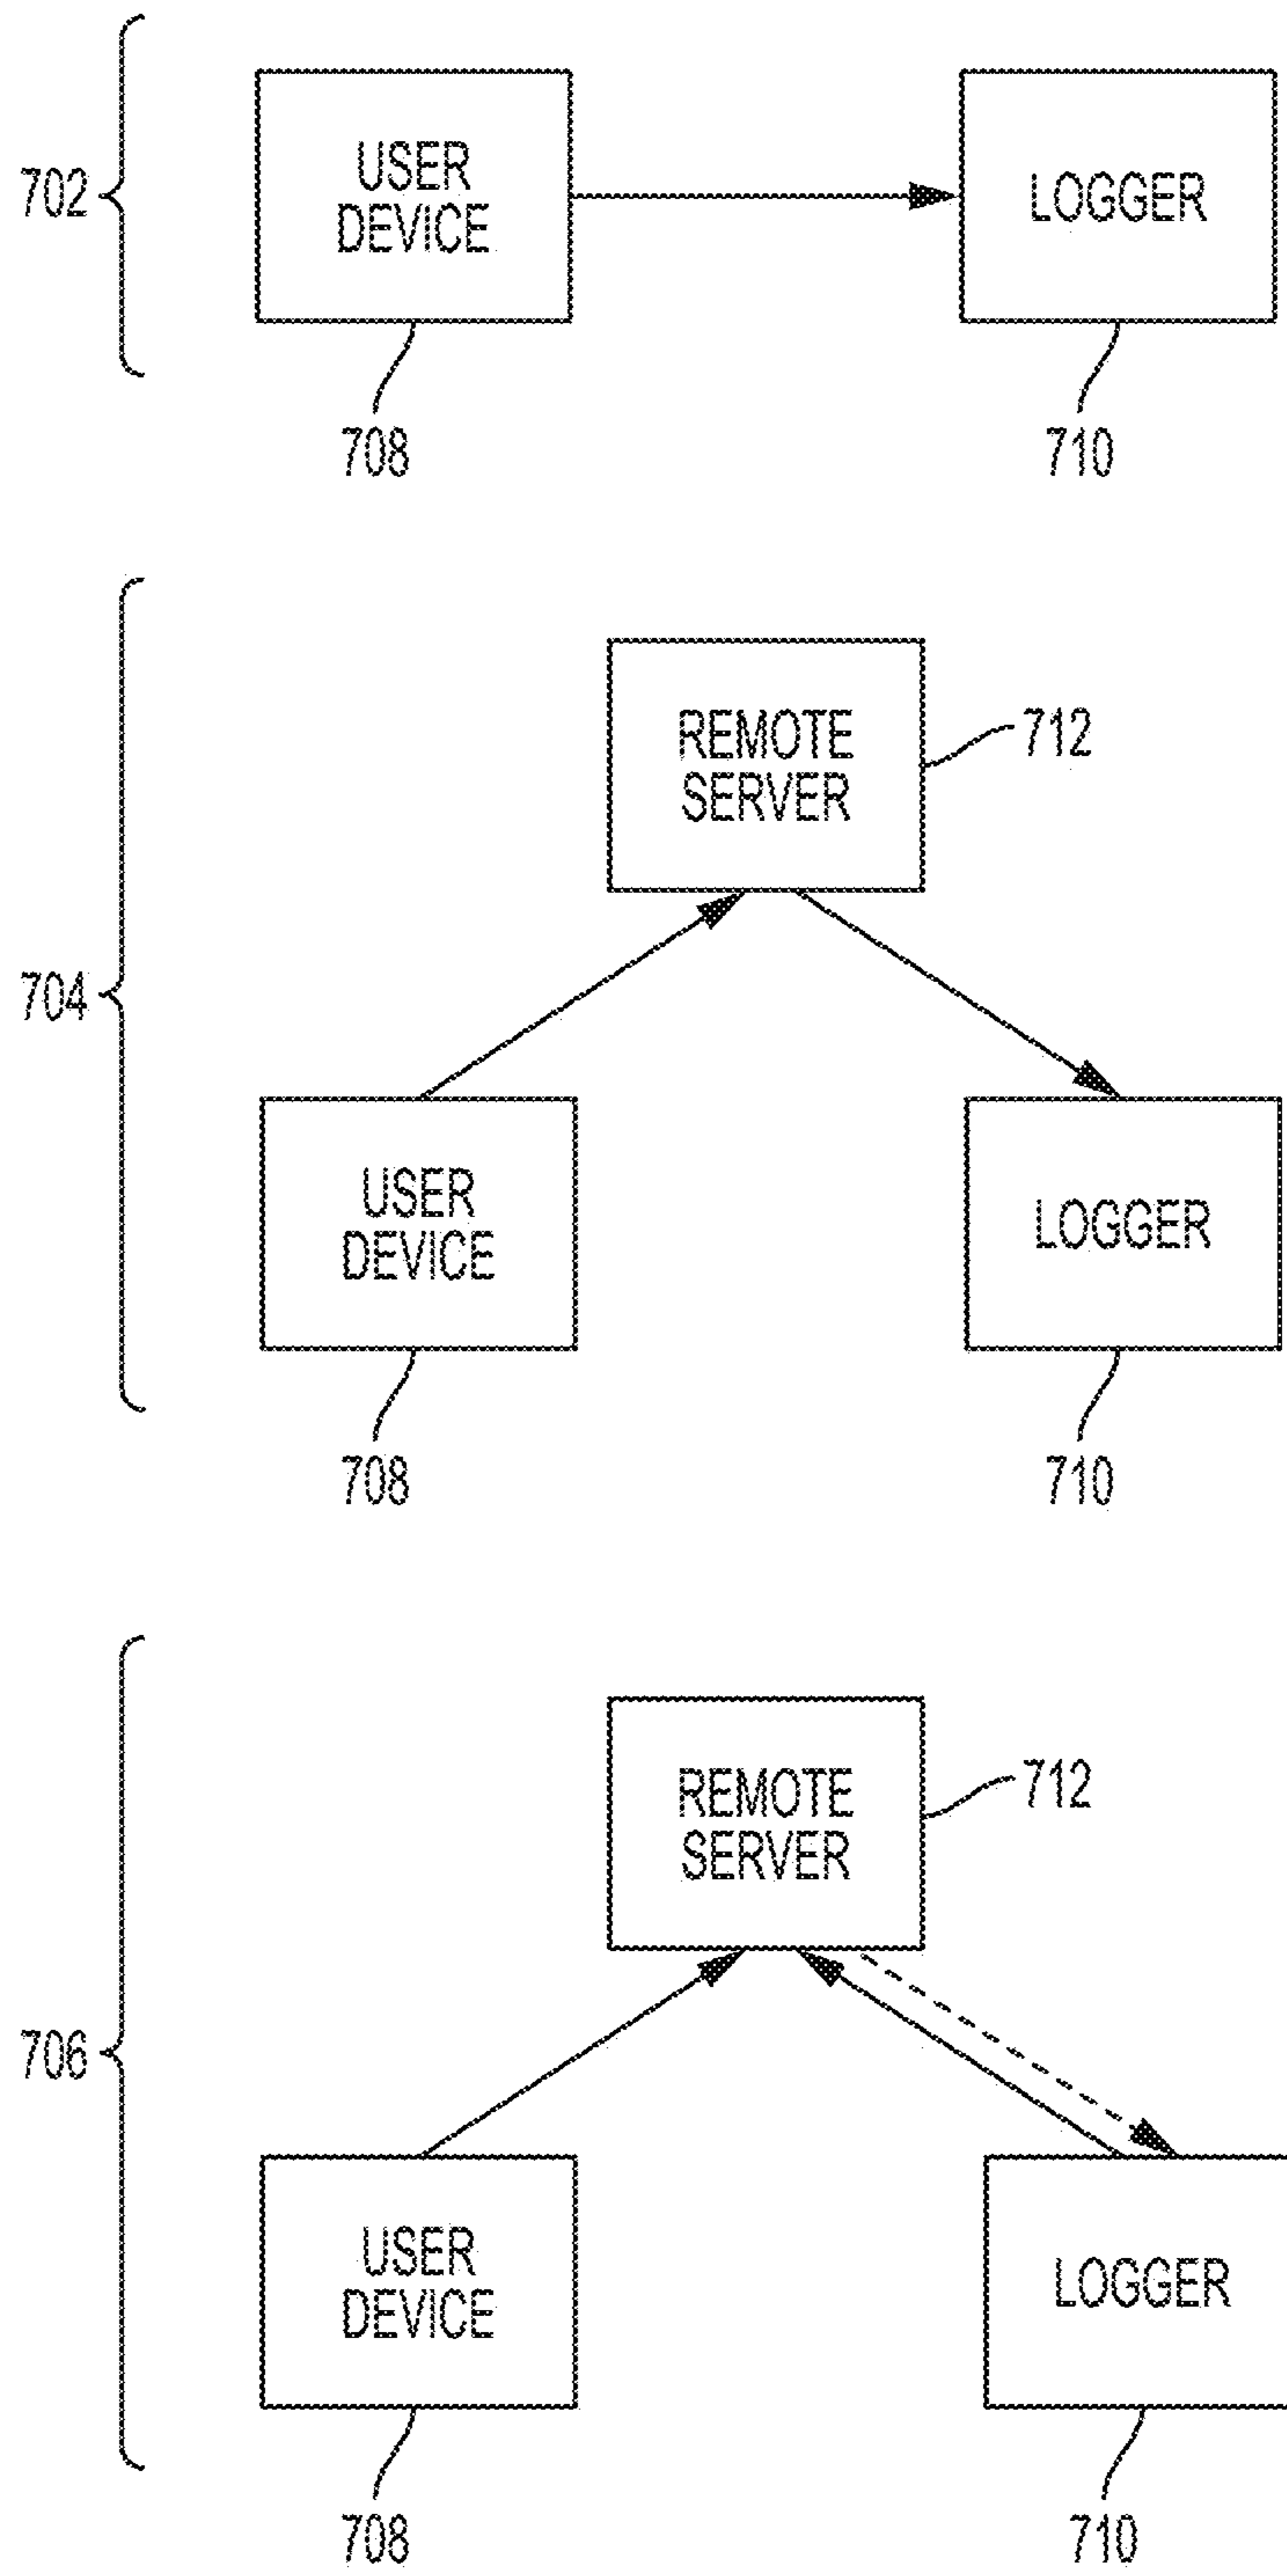 702
USER
DEVICE
LOGGER
708
710
REMOTE
SERVER
712
704
USER
DEVICE
LOGGER
708
710
REMOTE
SERVER
712
706
USER
DEVICE
LOGGER
708
710